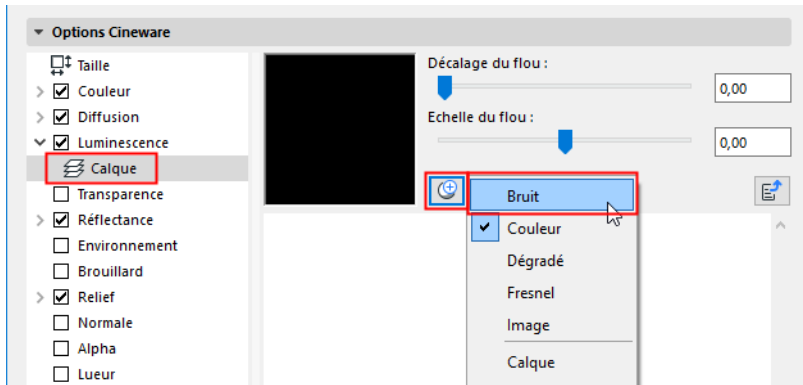 Options Cineware
Taille
Couleur
Diffusion
Luminescence
Calque
Transparence
Réflectance
Environnement
Brouillard
Relief
Normale
Alpha
Lueur
Décalage du flou :
0,00
Echelle du flou :
0,00
Bruit
Couleur
Dégradé
Fresnel
Image
Calque